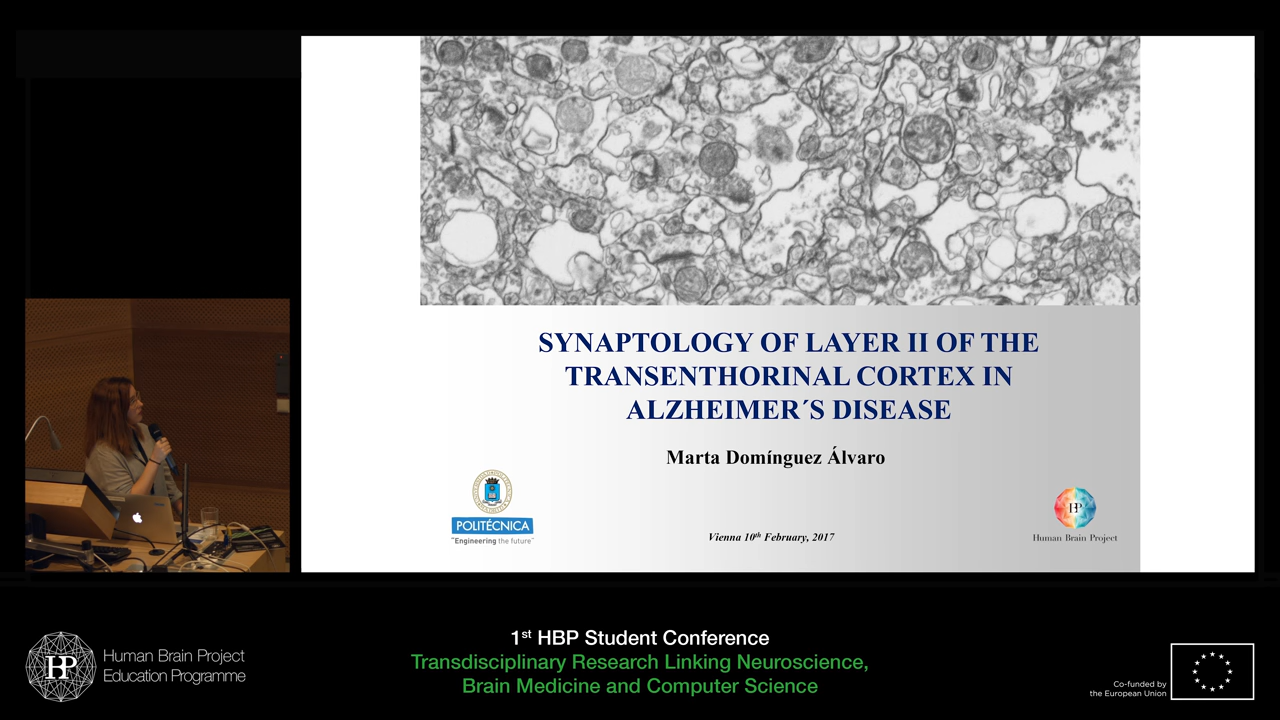 SYNAPTOLOGY OF LAYER II OF THE
TRANSENTHORINAL CORTEX IN
ALZHEIMER´S DISEASE
Marta Domínguez Álvaro
POLITÉCNICA
"Engineering the future"
Vienna 10th February, 2017
HP
Human Brain Project
HP
Human Brain Project
Education Programme
1st HBP Student Conference
Transdisciplinary Research Linking Neuroscience,
Brain Medicine and Computer Science
Co-funded by
the European Union